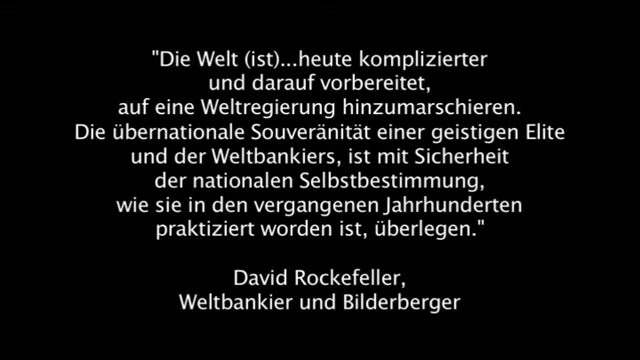 "Die Welt (ist)...heute komplizierter
und darauf vorbereitet,
auf eine Weltregierung hinzumarschieren.
Die übernationale Souveränität einer geistigen Elite
und der Weltbankiers, ist mit Sicherheit
der nationalen Selbstbestimmung,
wie sie in den vergangenen Jahrhunderten
praktiziert worden ist, überlegen."
David Rockefeller,
Weltbankier und Bilderberger